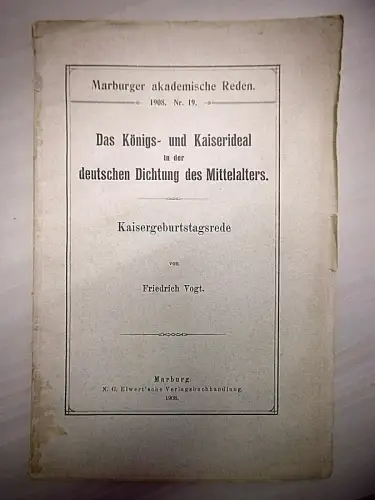 Marburger akademische Reden.
1908. Nr. 19.
Das Königs- und Kaiserideal
in der
deutschen Dichtung des Mittelalters.
Kaisergeburtstagsrede
von
Friedrich Vogt.
Marburg.
N. G. Elwert'sche Verlagsbuchhandlung.
1908.